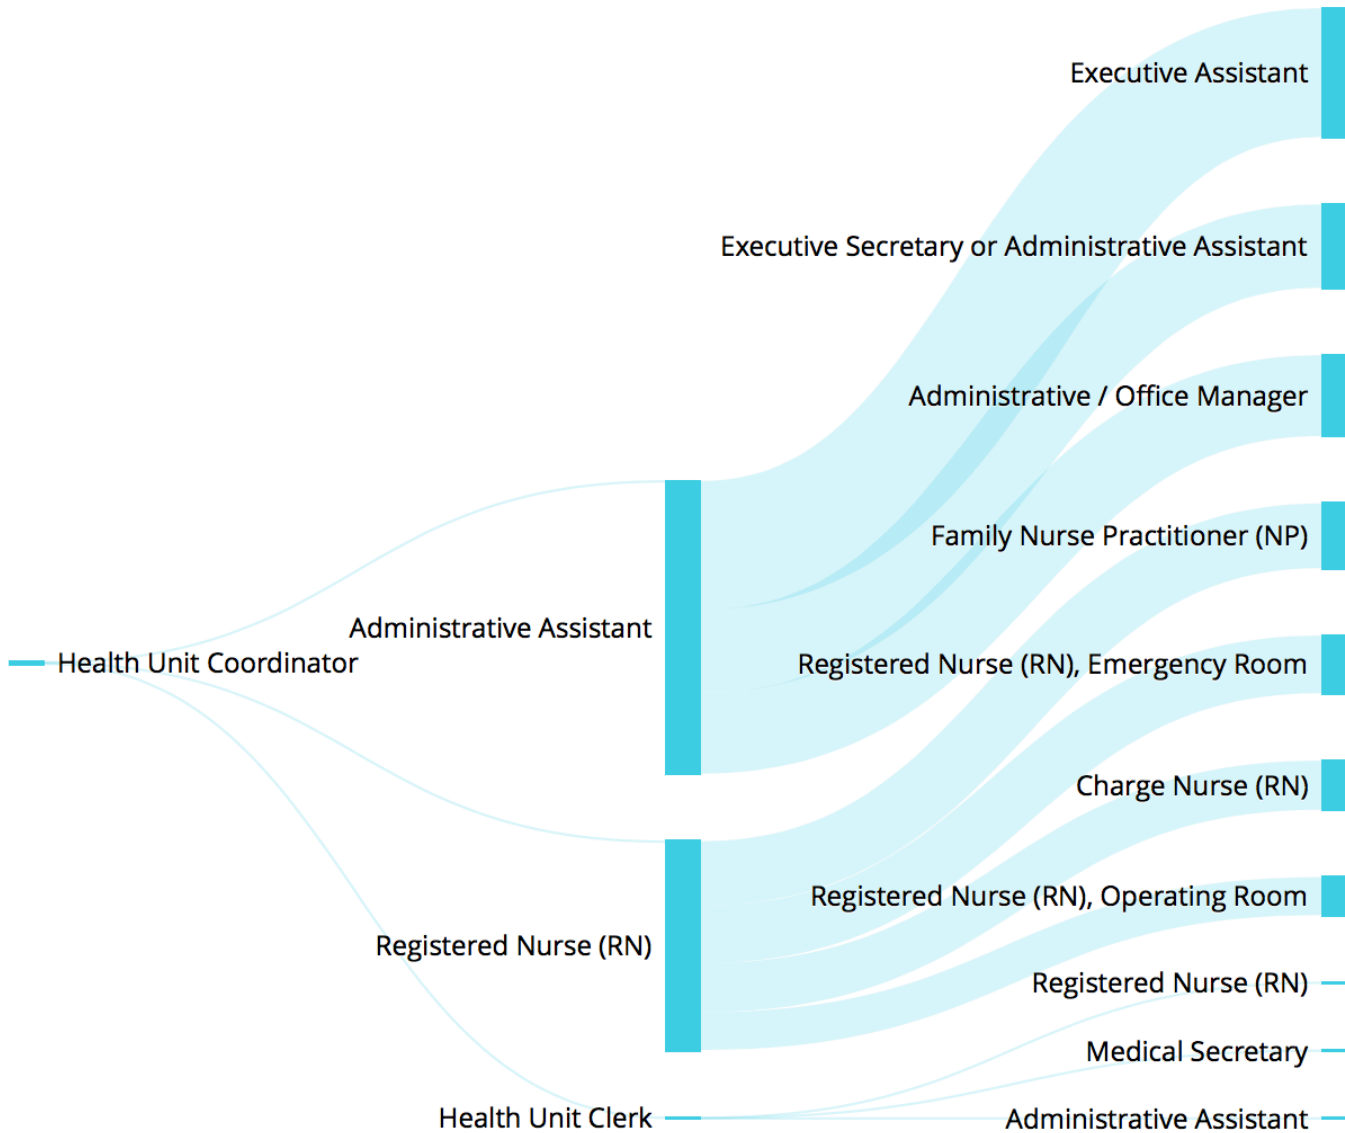 Executive Assistant
Executive Secretary or Administrative Assistant
Administrative / Office Manager
Family Nurse Practitioner (NP)
Administrative Assistant
Health Unit Coordinator
Registered Nurse (RN), Emergency Room
Charge Nurse (RN)
Registered Nurse (RN), Operating Room
Registered Nurse (RN)
Registered Nurse (RN)
Medical Secretary
Health Unit Clerk
Administrative Assistant